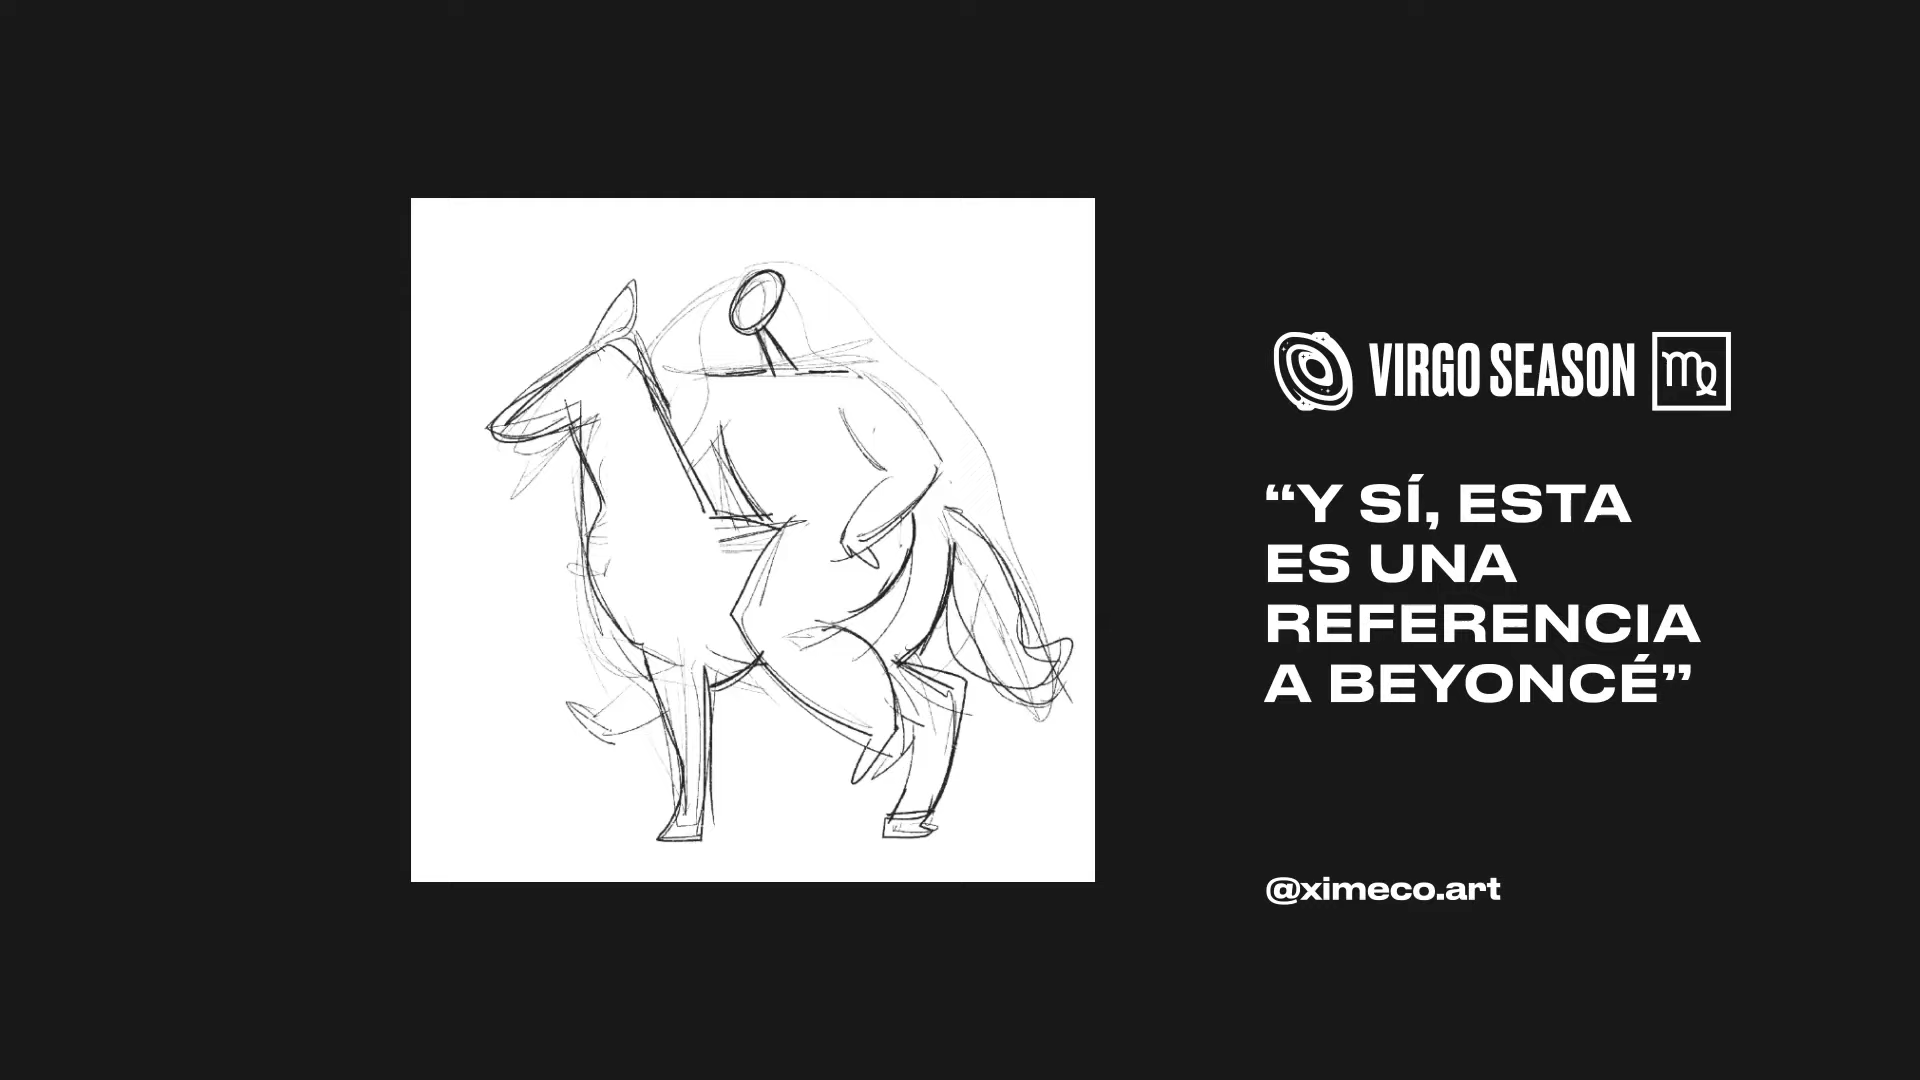 VIRGO SEASON
“Y SÍ, ESTA
ES UNA
REFERENCIA
A BEYONCÉ”
@ximeco.art